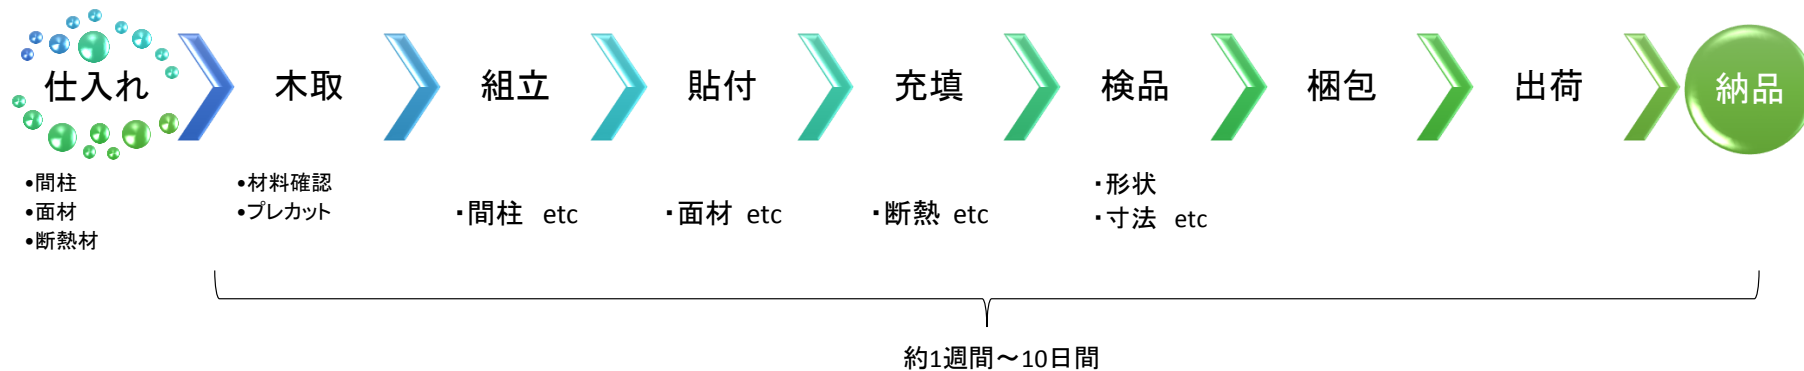 仕入れ
木取
組立
貼付
充填
検品
梱包
出荷
納品
•間柱
•面材
•断熱材
•材料確認
•プレカット
・間柱 etc
・面材 etc
・断熱 etc
・形状
・寸法 etc
約1週間～10日間